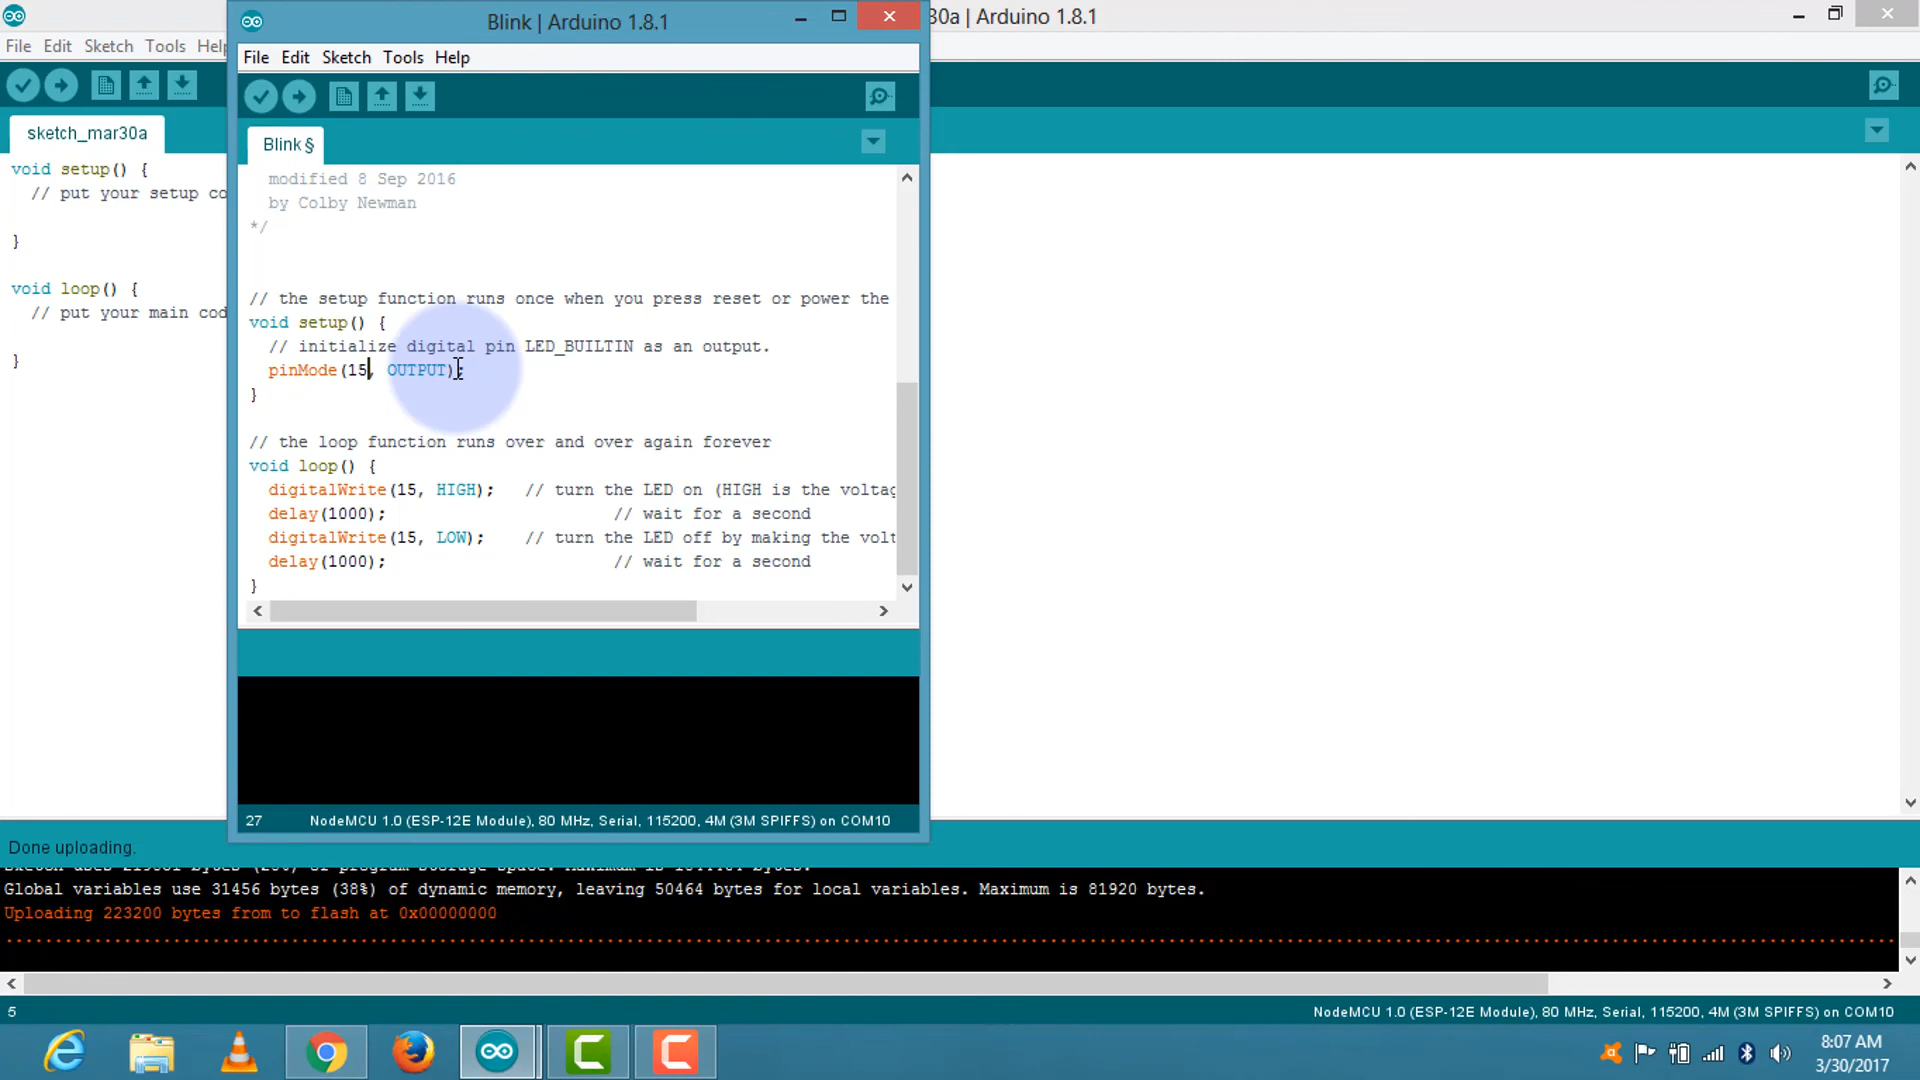 Blink | Arduino 1.8.1
30a | Arduino 1.8.1
File Edit Sketch Tools Help
File Edit Sketch Tools Help
sketch_mar30a
void setup() {
// put your setup co
}
void loop() {
// put your main cod
}
Blink §
modified 8 Sep 2016
by Colby Newman
*/
// the setup function runs once when you press reset or power the
void setup() {
// initialize digital pin LED_BUILTIN as an output.
pinMode(15, OUTPUT);
}
// the loop function runs over and over again forever
void loop() {
digitalWrite(15, HIGH); // turn the LED on (HIGH is the voltag
delay(1000); // wait for a second
digitalWrite(15, LOW); // turn the LED off by making the volt
delay(1000); // wait for a second
}
27 NodeMCU 1.0 (ESP-12E Module), 80 MHz, Serial, 115200, 4M (3M SPIFFS) on COM10
Done uploading.
Global variables use 31456 bytes (38%) of dynamic memory, leaving 50464 bytes for local variables. Maximum is 81920 bytes.
Uploading 223200 bytes from to flash at 0x00000000
5 NodeMCU 1.0 (ESP-12E Module), 80 MHz, Serial, 115200, 4M (3M SPIFFS) on COM10
8:07 AM
3/30/2017